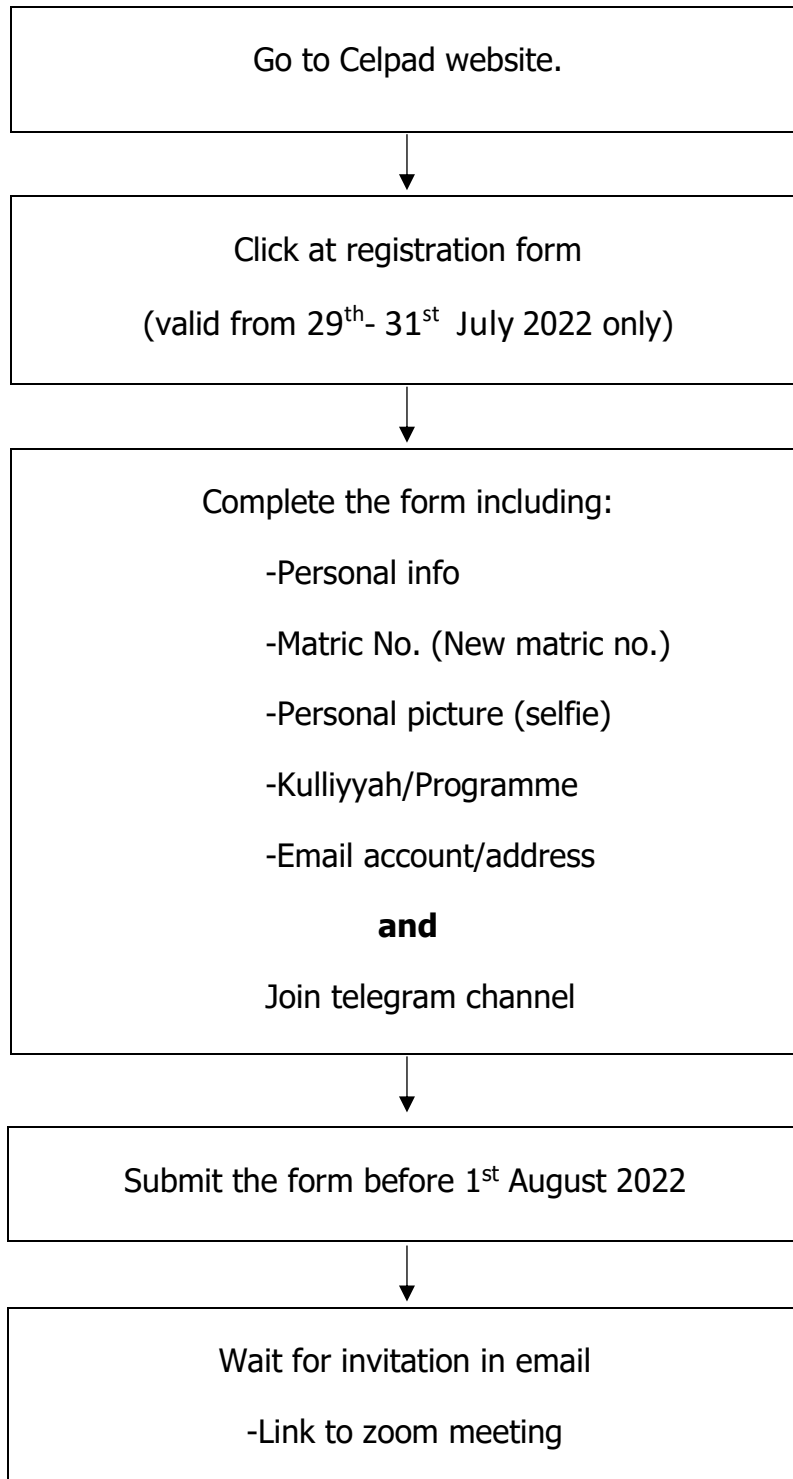 Go to Celpad website.
Click at registration form
(valid from 29th- 31st July 2022 only)
Complete the form including:
-Personal info
-Matric No. (New matric no.)
-Personal picture (selfie)
-Kulliyyah/Programme
-Email account/address
and
Join telegram channel
Submit the form before 1st August 2022
Wait for invitation in email
-Link to zoom meeting